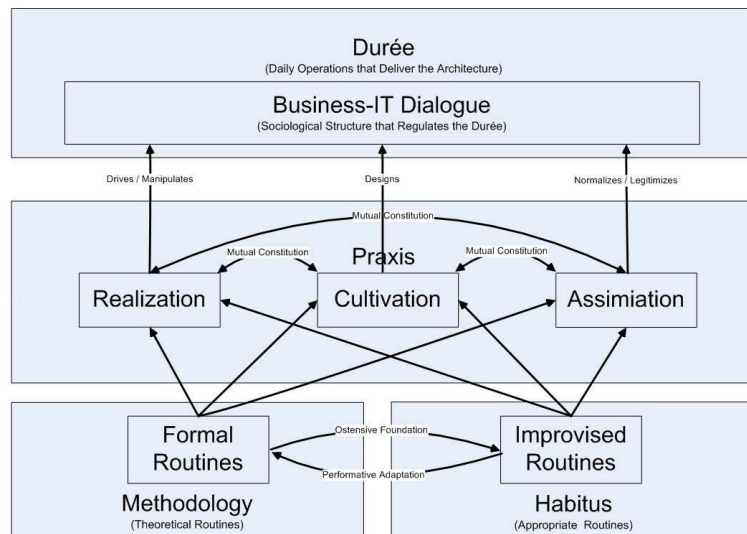 Durée
(Daily Operations that Deliver the Architecture)
Business-IT Dialogue
(Sociological Structure that Regulates the Durée)
Drives / Manipulates
Designs
Normalizes / Legitimizes
Mutual Constitution
Mutual Constitution
Mutual Constitution
Praxis
Realization
Cultivation
Assimiation
Formal
Routines
Ostensive Foundation
Performative Adaptation
Improvised
Routines
Methodology
(Theoretical Routines)
Habitus
(Appropriate Routines)